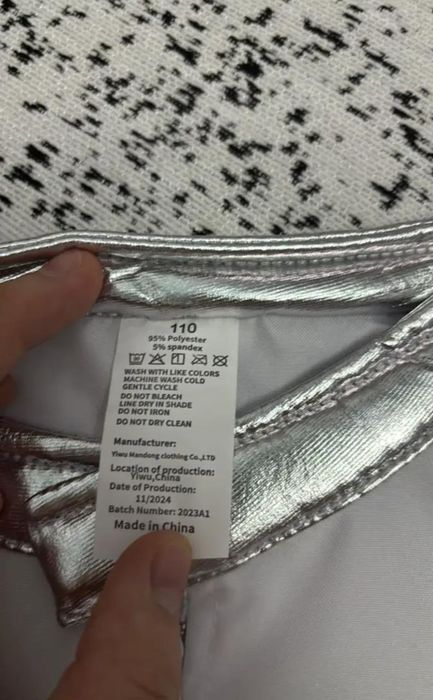 110
95% Polyester
5% spandex
WASH WITH LIKE COLORS
MACHINE WASH COLD
GENTLE CYCLE
DO NOT BLEACH
LINE DRY IN SHADE
DO NOT IRON
DO NOT DRY CLEAN
Manufacturer:
Yiwu Mandong clothing Co.,LTD
Location of production:
Yiwu,China
Date of Production:
11/2024
Batch Number: 2023A1
Made in China